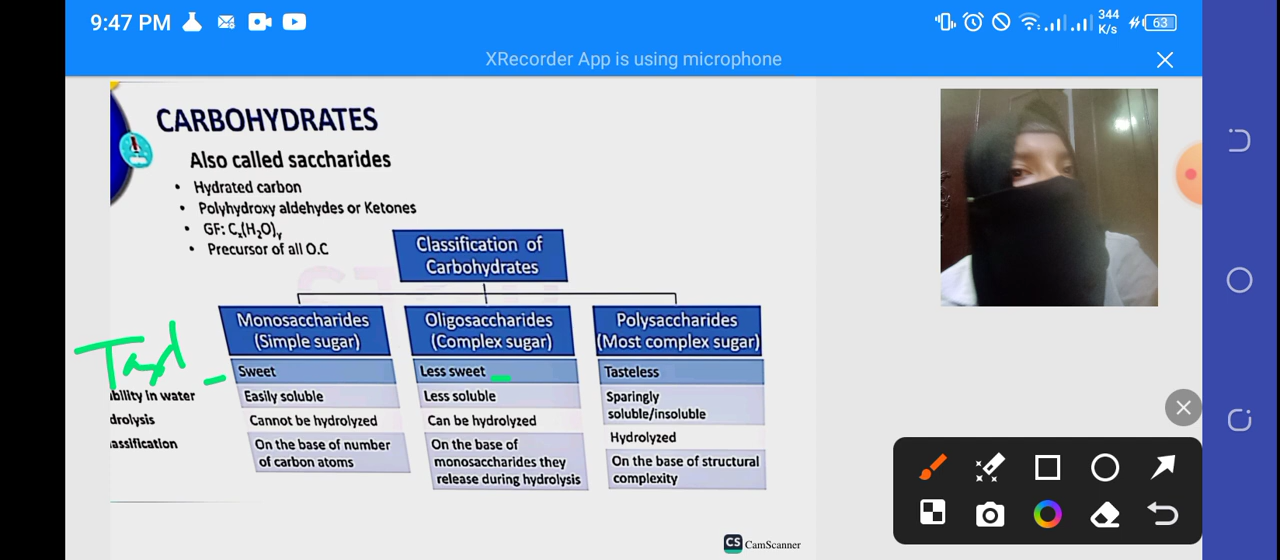 9:47 PM
344
K/s
63
XRecorder App is using microphone
CARBOHYDRATES
Also called saccharides
• Hydrated carbon
• Polyhydroxy aldehydes or Ketones
• GF: Cₓ(H₂O)ᵧ
• Precursor of all O.C
Classification of
Carbohydrates
Monosaccharides
(Simple sugar)
Oligosaccharides
(Complex sugar)
Polysaccharides
(Most complex sugar)
Sweet
Less sweet
Tasteless
bility in water
Easily soluble
Less soluble
Sparingly
soluble/insoluble
drolysis
Cannot be hydrolyzed
Can be hydrolyzed
Hydrolyzed
assification
On the base of number
of carbon atoms
On the base of
monosaccharides they
release during hydrolysis
On the base of structural
complexity
CS CamScanner